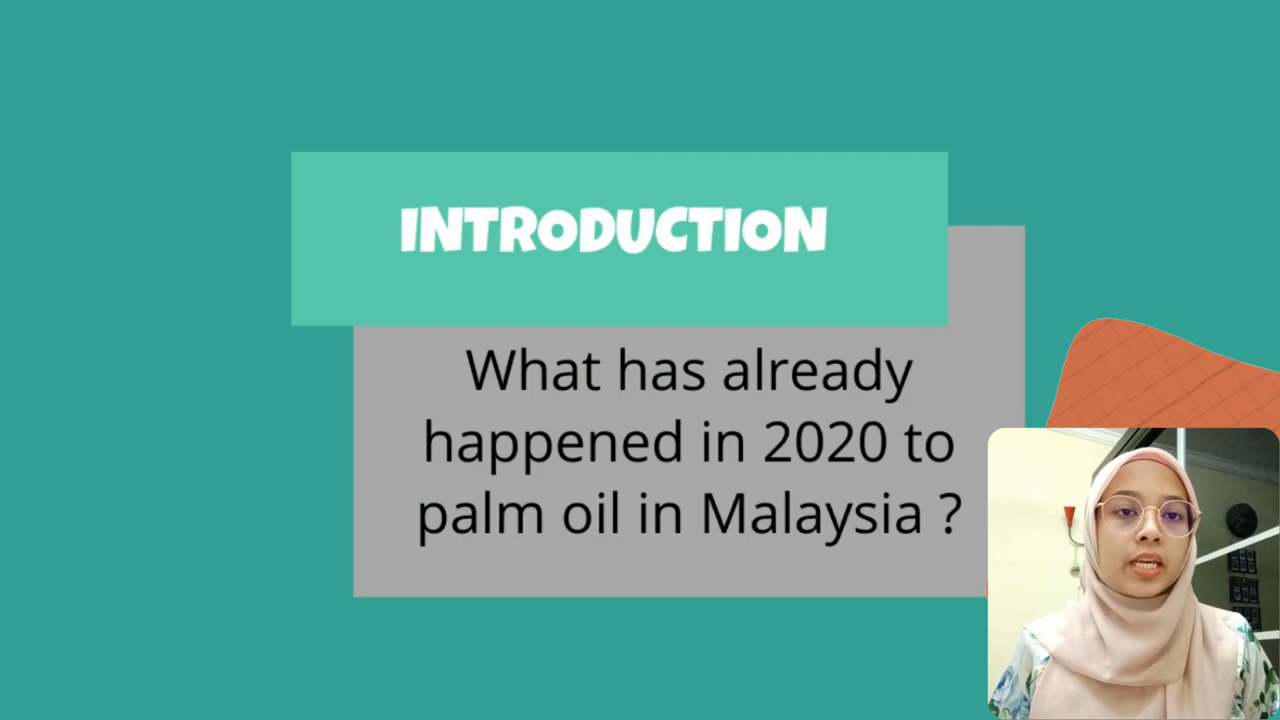 INTRODUCTION
What has already
happened in 2020 to
palm oil in Malaysia ?